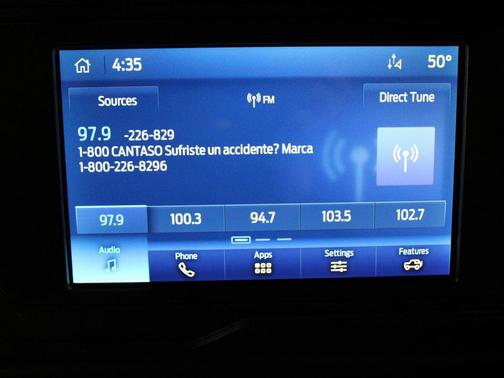 4:35 50°
Sources FM Direct Tune
97.9 -226-829
1-800 CANTASO Sufriste un accidente? Marca
1-800-226-8296
97.9 100.3 94.7 103.5 102.7
Audio Phone Apps Settings Features